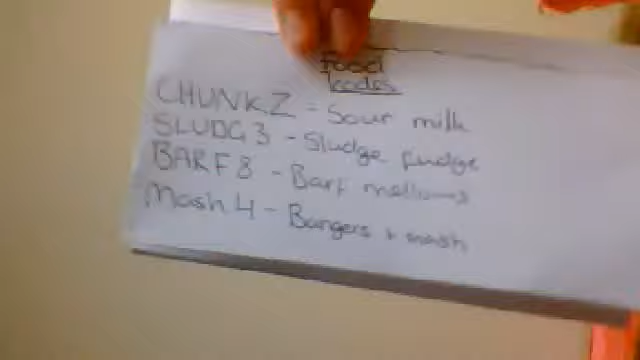 Food
codes
CHUNKZ = Sour milk
SLUDG3 - Sludge fudge
BARF8 - Barf mallows
Mash4 - Bangers + mash